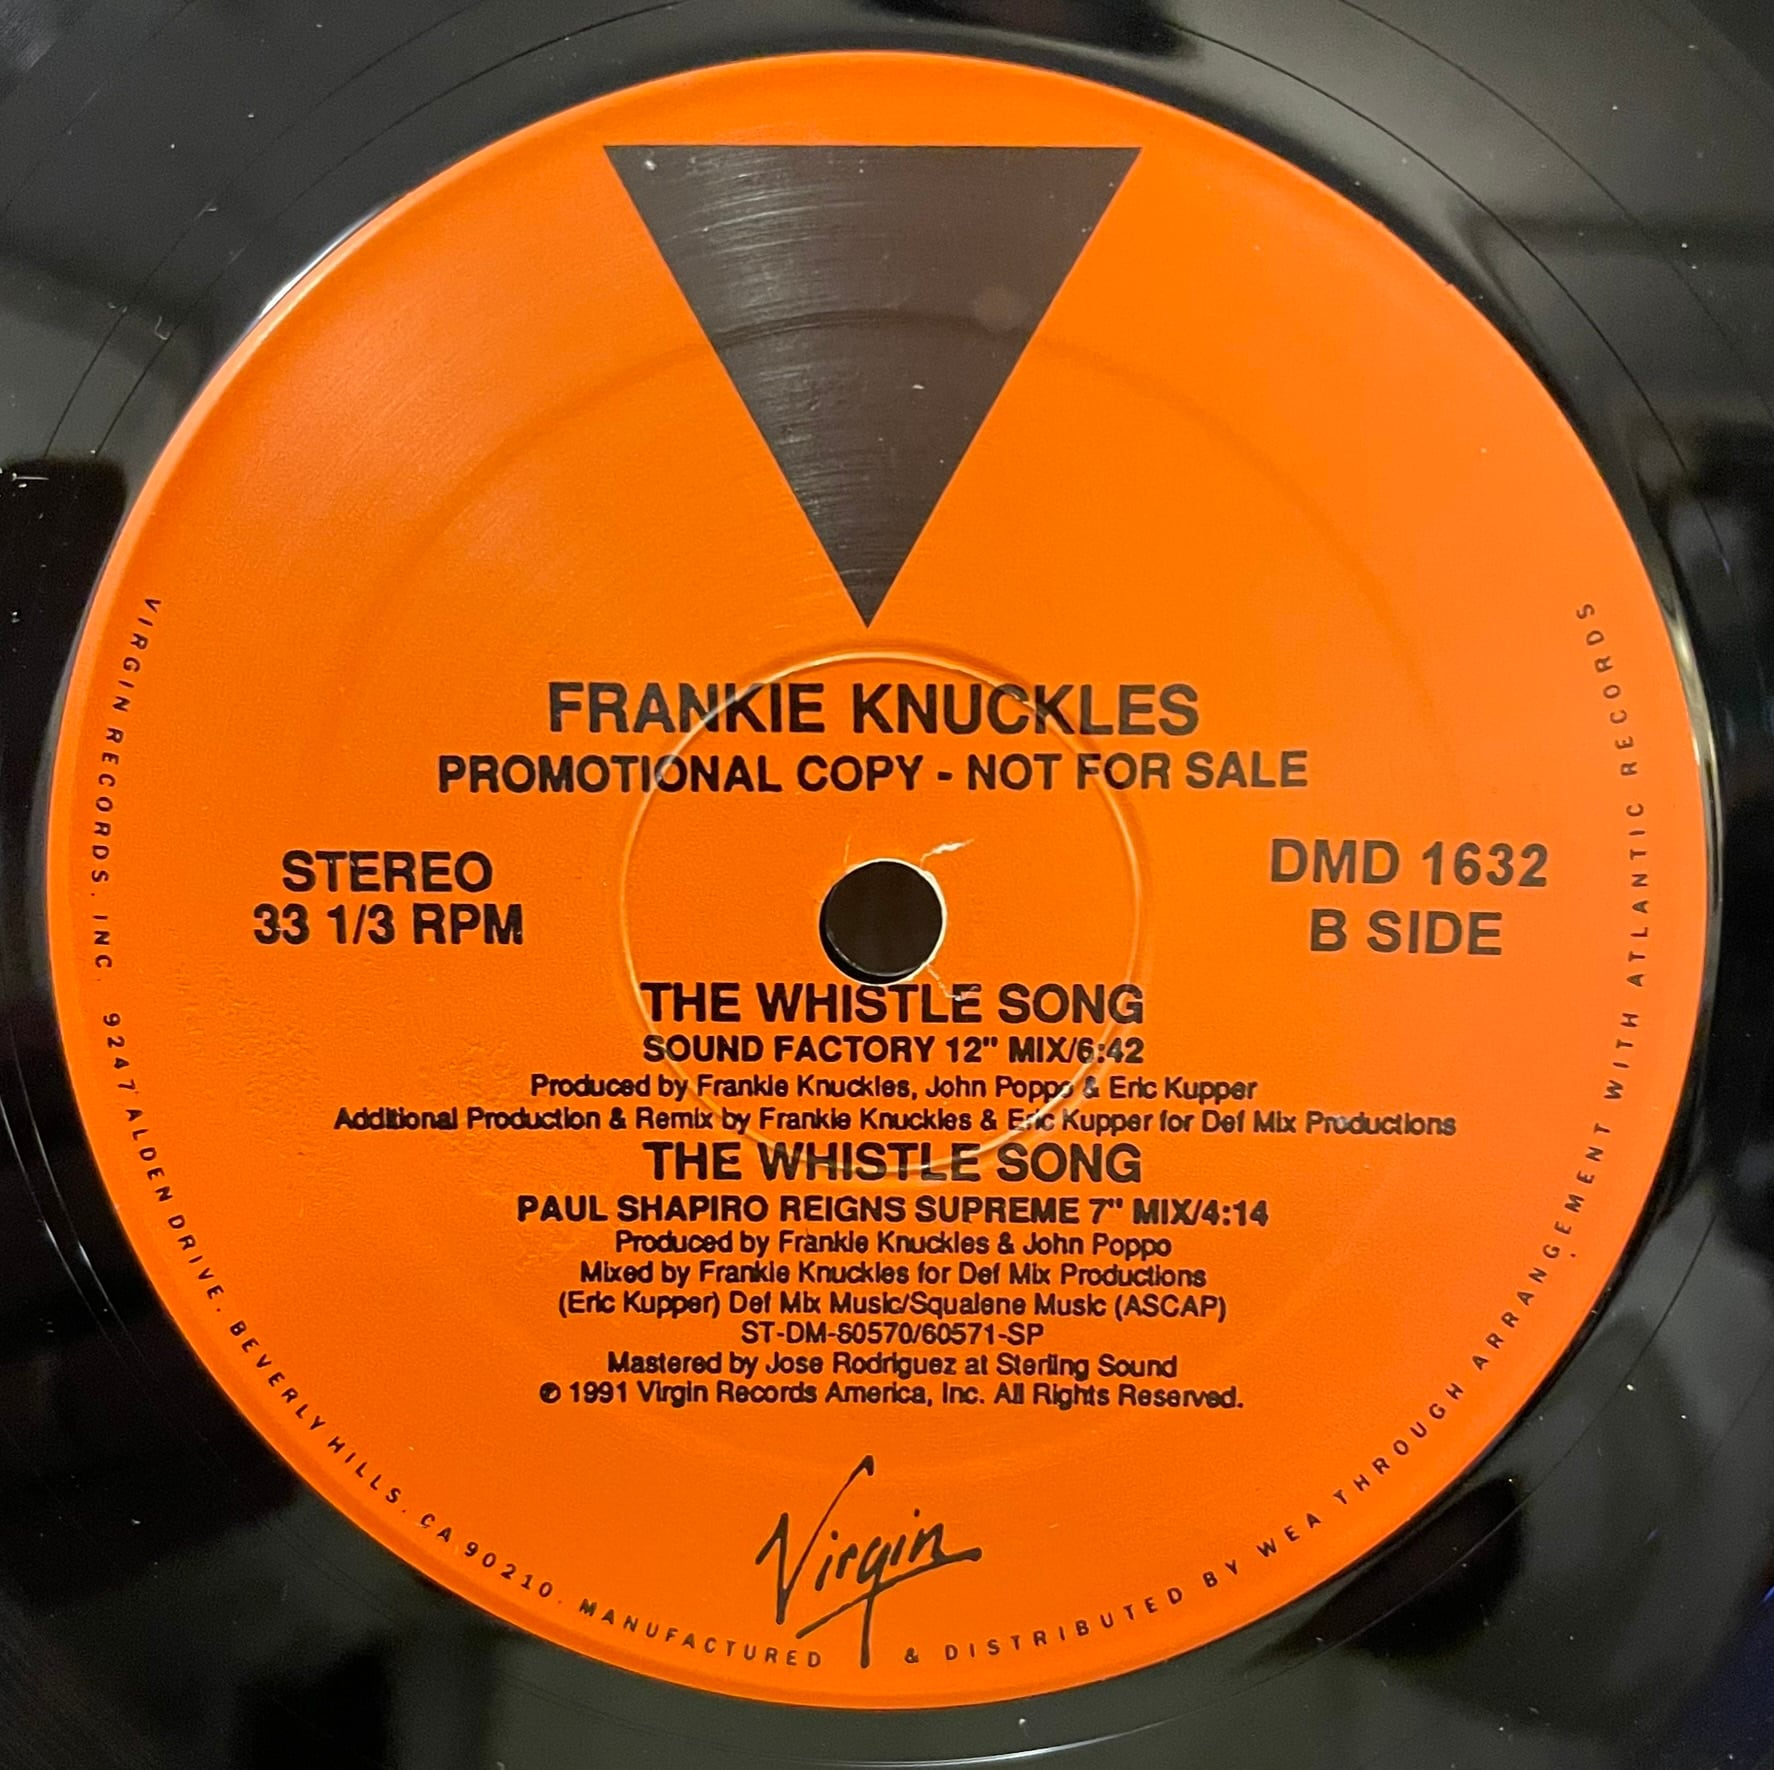 FRANKIE KNUCKLES
PROMOTIONAL COPY - NOT FOR SALE
STEREO
33 1/3 RPM
DMD 1632
B SIDE
THE WHISTLE SONG
SOUND FACTORY 12" MIX/6:42
Produced by Frankie Knuckles, John Poppo & Eric Kupper
Additional Production & Remix by Frankie Knuckles & Eric Kupper for Def Mix Productions
THE WHISTLE SONG
PAUL SHAPIRO REIGNS SUPREME 7" MIX/4:14
Produced by Frankie Knuckles & John Poppo
Mixed by Frankie Knuckles for Def Mix Productions
(Eric Kupper) Def Mix Music/Squalene Music (ASCAP)
ST-DM-60570/60571-SP
Mastered by Jose Rodriguez at Sterling Sound
℗ 1991 Virgin Records America, Inc. All Rights Reserved.
Virgin
VIRGIN RECORDS. INC. 9247 ALDEN DRIVE. BEVERLY HILLS. CA 90210. MANUFACTURED & DISTRIBUTED BY WEA THROUGH ARRANGEMENT WITH ATLANTIC RECORDS